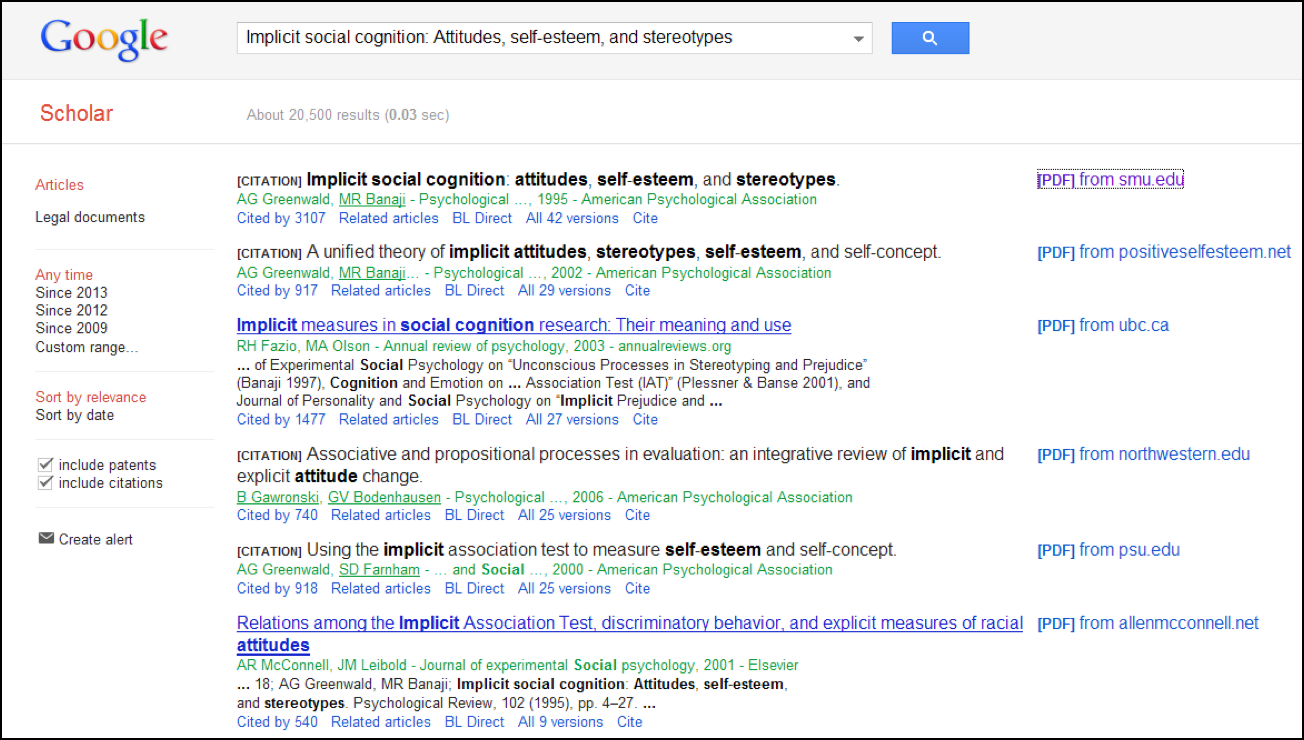 Google
Implicit social cognition: Attitudes, self-esteem, and stereotypes
Scholar
About 20,500 results (0.03 sec)
Articles
Legal documents
Any time
Since 2013
Since 2012
Since 2009
Custom range...
Sort by relevance
Sort by date
include patents
include citations
Create alert
[CITATION] Implicit social cognition: attitudes, self-esteem, and stereotypes.
[PDF] from smu.edu
AG Greenwald, MR Banaji - Psychological ..., 1995 - American Psychological Association
Cited by 3107 Related articles BL Direct All 42 versions Cite
[CITATION] A unified theory of implicit attitudes, stereotypes, self-esteem, and self-concept.
[PDF] from positiveselfesteem.net
AG Greenwald, MR Banaji... - Psychological ..., 2002 - American Psychological Association
Cited by 917 Related articles BL Direct All 29 versions Cite
Implicit measures in social cognition research: Their meaning and use
[PDF] from ubc.ca
RH Fazio, MA Olson - Annual review of psychology, 2003 - annualreviews.org
... of Experimental Social Psychology on “Unconscious Processes in Stereotyping and Prejudice”
(Banaji 1997), Cognition and Emotion on ... Association Test (IAT)” (Plessner & Banse 2001), and
Journal of Personality and Social Psychology on “Implicit Prejudice and ...
Cited by 1477 Related articles BL Direct All 27 versions Cite
[CITATION] Associative and propositional processes in evaluation: an integrative review of implicit and
explicit attitude change.
[PDF] from northwestern.edu
B Gawronski, GV Bodenhausen - Psychological ..., 2006 - American Psychological Association
Cited by 740 Related articles BL Direct All 25 versions Cite
[CITATION] Using the implicit association test to measure self-esteem and self-concept.
[PDF] from psu.edu
AG Greenwald, SD Farnham - ... and Social ..., 2000 - American Psychological Association
Cited by 918 Related articles BL Direct All 25 versions Cite
Relations among the Implicit Association Test, discriminatory behavior, and explicit measures of racial
attitudes
[PDF] from allenmcconnell.net
AR McConnell, JM Leibold - Journal of experimental Social psychology, 2001 - Elsevier
... 18; AG Greenwald, MR Banaji; Implicit social cognition: Attitudes, self-esteem,
and stereotypes. Psychological Review, 102 (1995), pp. 4–27. ...
Cited by 540 Related articles BL Direct All 9 versions Cite